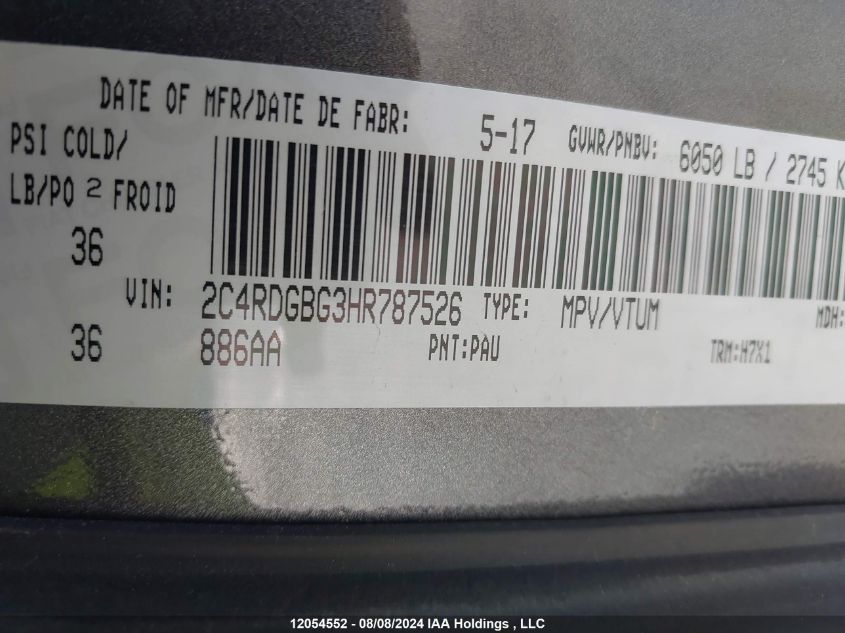 DATE OF MFR/DATE DE FABR: 5-17 GVWR/PNBV: 6050 LB / 2745 K
PSI COLD/
LB/PO 2 FROID
36
VIN: 2C4RDGBG3HR787526 TYPE: MPV/VTUM MDH:
36 886AA PNT:PAU TRM:H7X1
12054552 - 08/08/2024 IAA Holdings , LLC